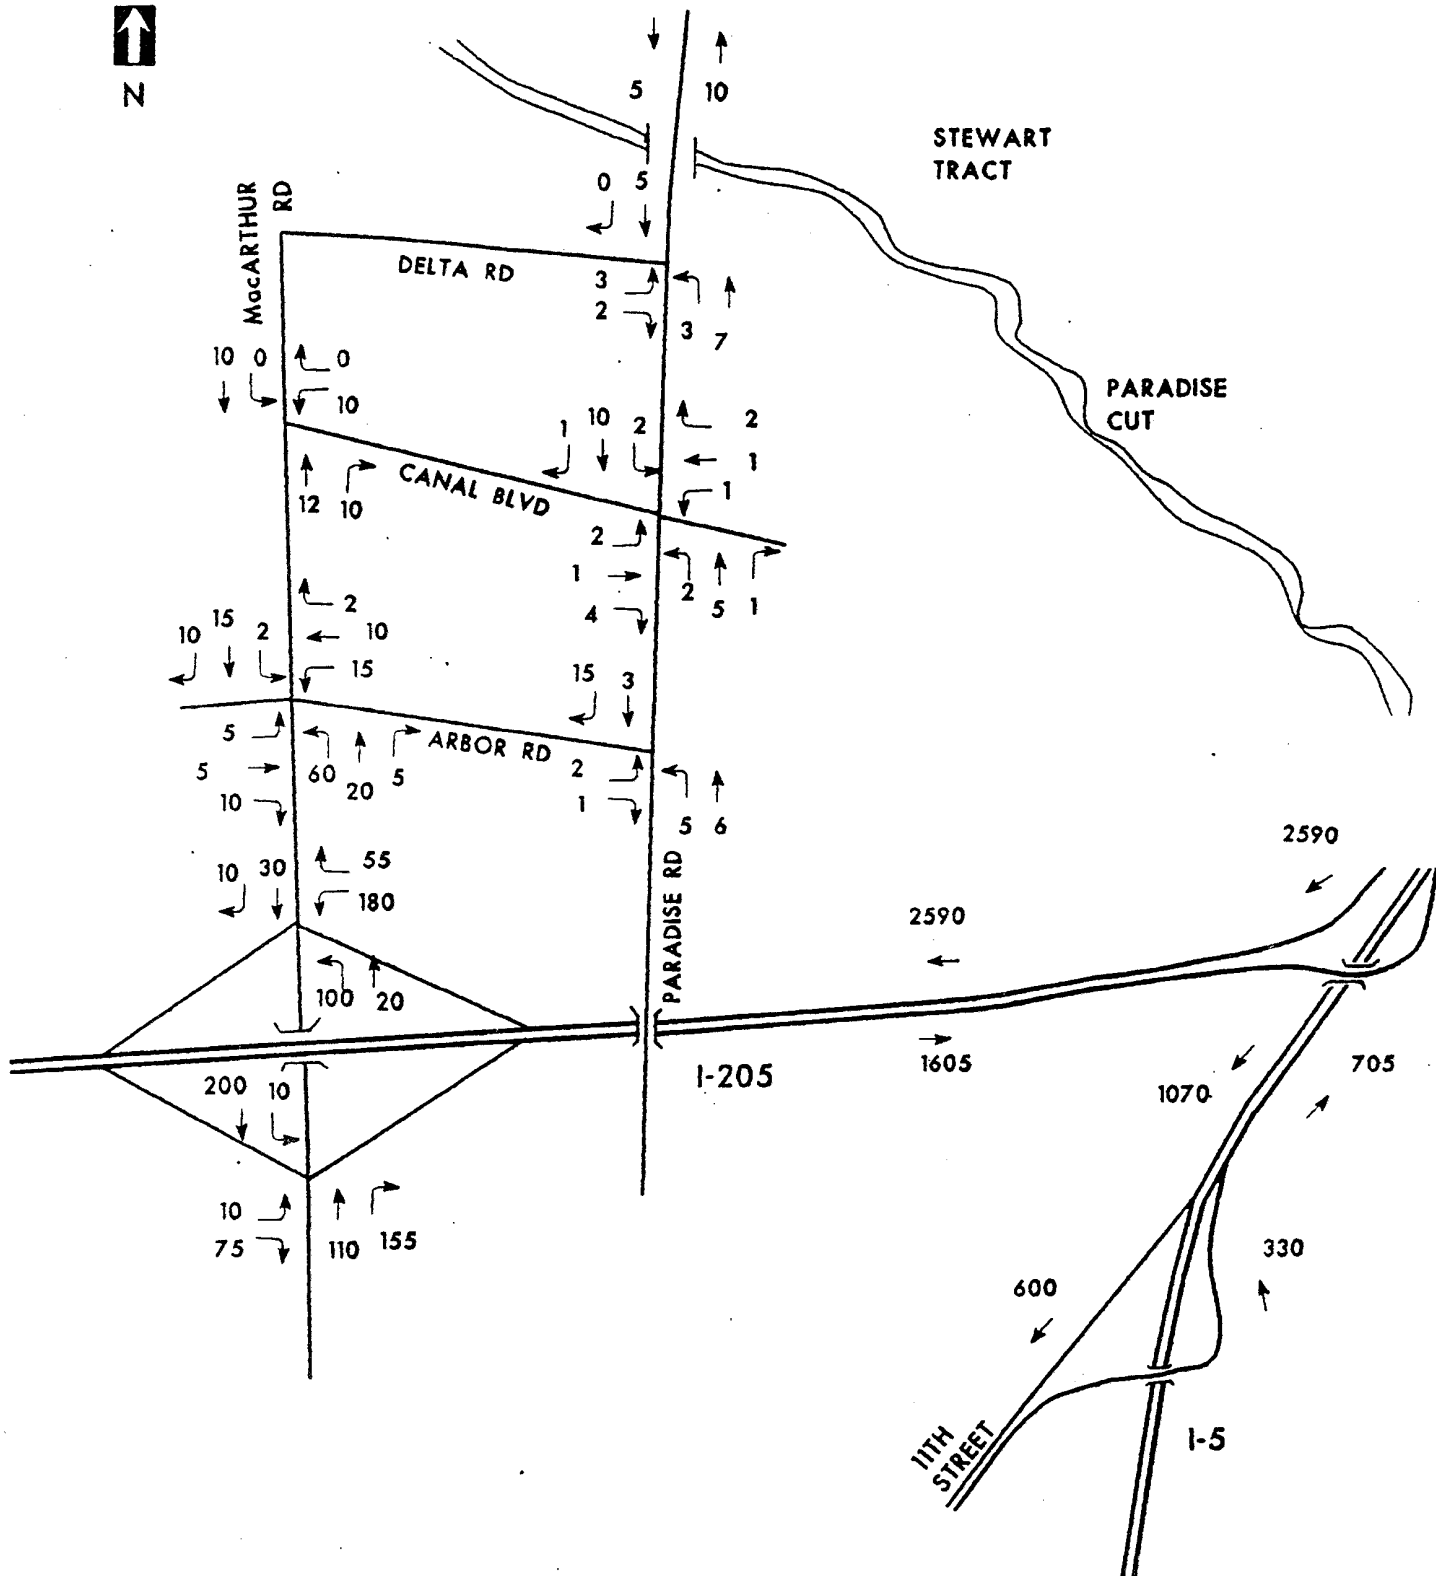 N
5 10
STEWART
TRACT
0 5
MacARTHUR
RD
DELTA RD
3
2
3 7
10 0 0
10
PARADISE
CUT
1 10 2 2
1
1
CANAL BLVD
12 10
2
1
4
2 5 1
2
10 15 2 10
15
15 3
5
5
10
60 20 5
ARBOR RD
2
1
5 6
10 30 55
180
PARADISE RD
2590
2590
100 20
I-205
1605
1070
705
200 10
10
75
110 155
330
600
11TH
STREET
I-5